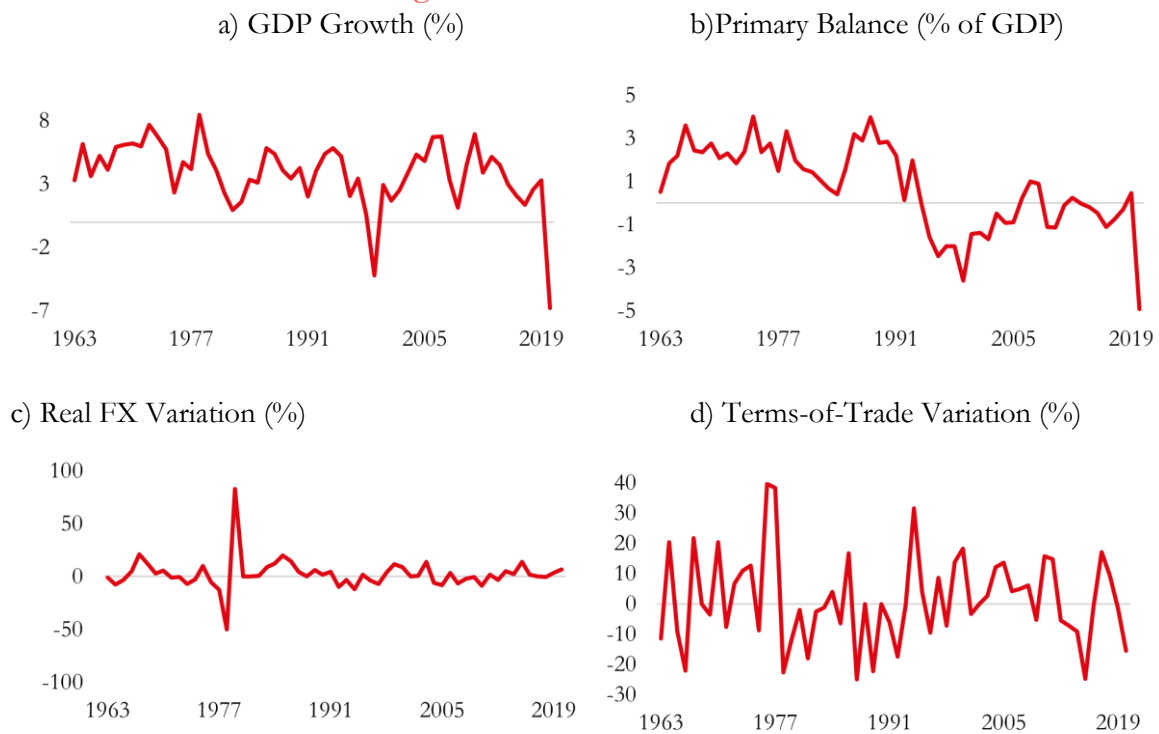 a) GDP Growth (%)
b)Primary Balance (% of GDP)
8
3
-2
-7
1963 1977 1991 2005 2019
5
3
1
-1
-3
-5
1963 1977 1991 2005 2019
c) Real FX Variation (%)
d) Terms-of-Trade Variation (%)
100
50
0
-50
-100
1963 1977 1991 2005 2019
40
30
20
10
0
-10
-20
-30
1963 1977 1991 2005 2019